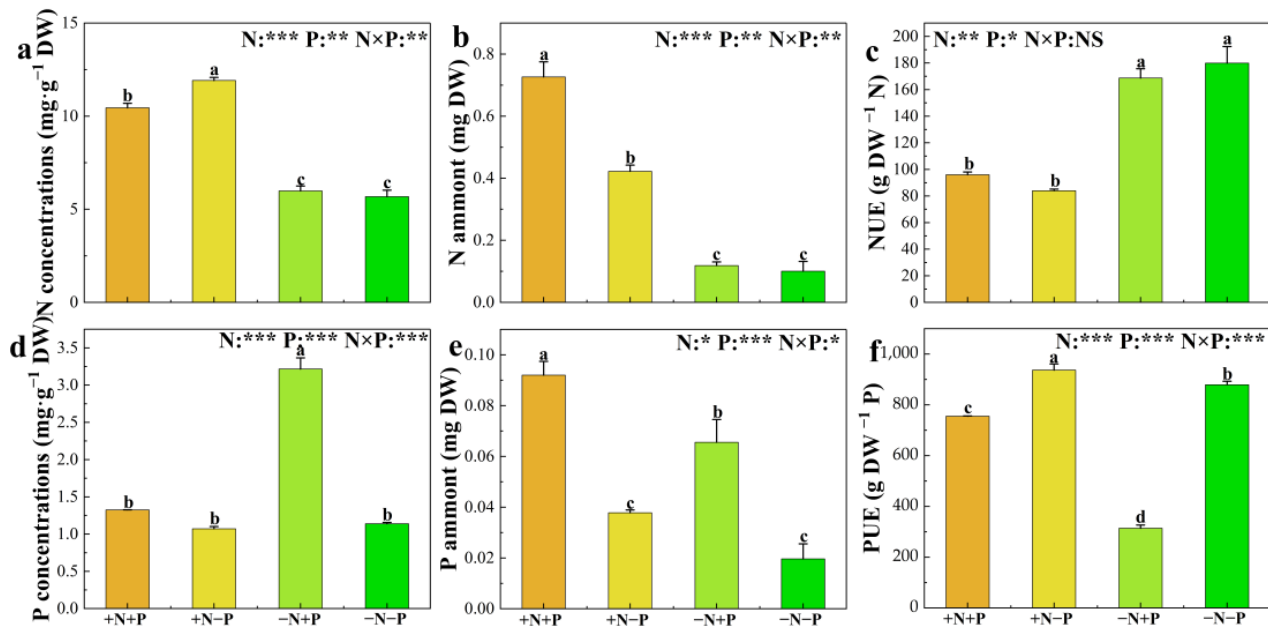 a
N:*** P:** N×P:**
N concentrations (mg·g⁻¹ DW)
15
10
5
0
b
a
c
c
b
N:*** P:** N×P:**
N ammont (mg DW)
0.8
0.6
0.4
0.2
0.0
a
b
c
c
c
N:** P:* N×P:NS
NUE (g DW ⁻¹ N)
200
180
160
140
120
100
80
60
40
20
0
b
b
a
a
d
N:*** P:*** N×P:***
P concentrations (mg·g⁻¹ DW)
3.5
3.0
2.5
2.0
1.5
1.0
0.5
0.0
b
b
a
b
+N+P +N−P −N+P −N−P
e
N:* P:*** N×P:*
P ammont (mg DW)
0.10
0.08
0.06
0.04
0.02
0.00
a
c
b
c
+N+P +N−P −N+P −N−P
f
N:*** P:*** N×P:***
PUE (g DW ⁻¹ P)
1,000
800
600
400
200
0
c
a
d
b
+N+P +N−P −N+P −N−P